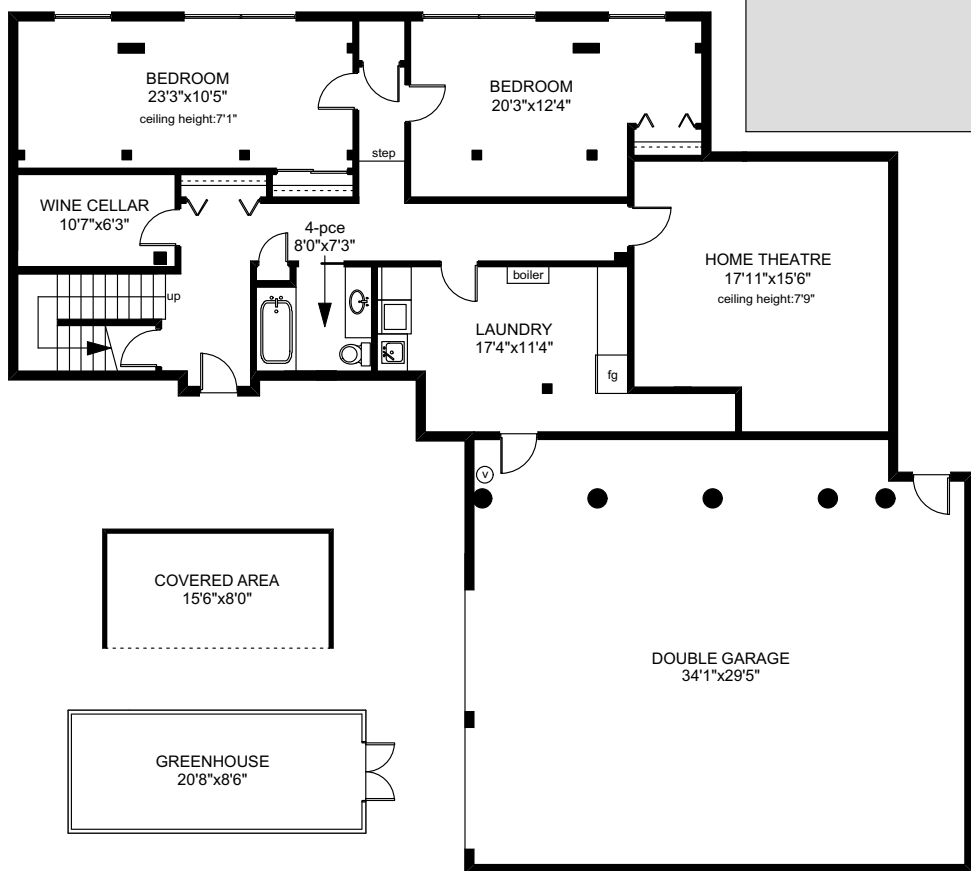 BEDROOM
23'3"x10'5"
ceiling height:7'1"
BEDROOM
20'3"x12'4"
step
WINE CELLAR
10'7"x6'3"
4-pce
8'0"x7'3"
HOME THEATRE
17'11"x15'6"
ceiling height:7'9"
boiler
up
LAUNDRY
17'4"x11'4"
fg
v
COVERED AREA
15'6"x8'0"
DOUBLE GARAGE
34'1"x29'5"
GREENHOUSE
20'8"x8'6"